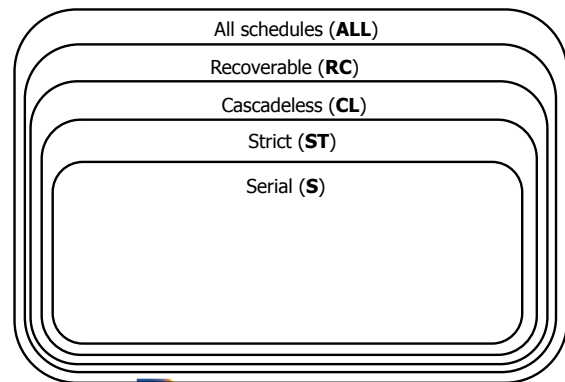 All schedules (ALL)
Recoverable (RC)
Cascadeless (CL)
Strict (ST)
Serial (S)